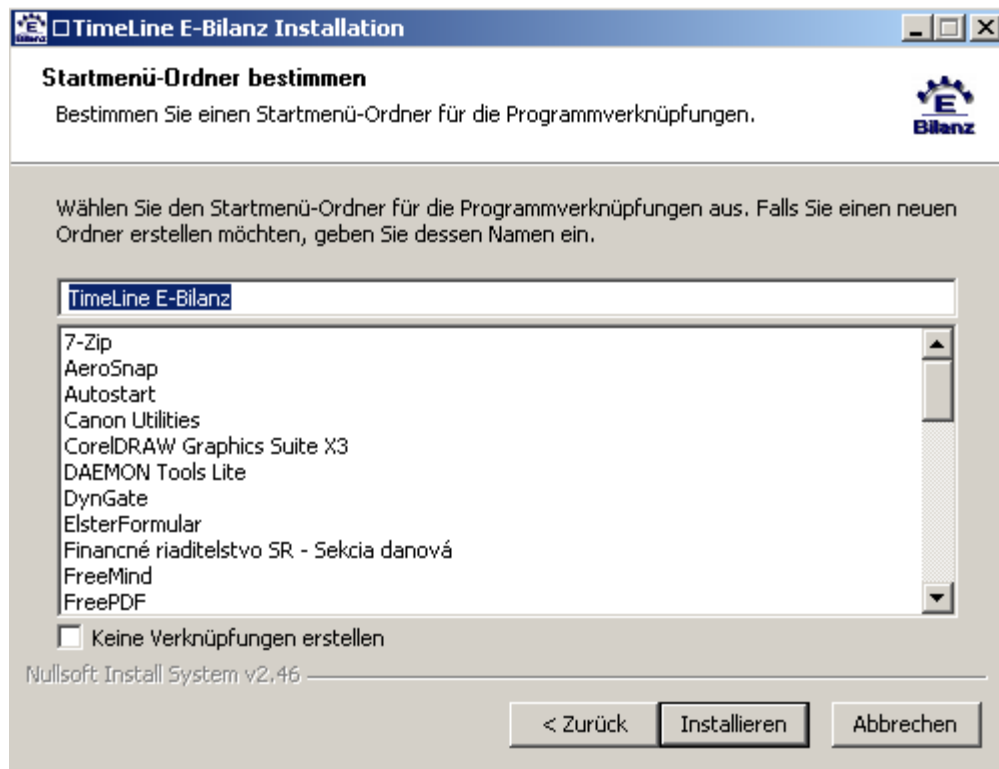 TimeLine E-Bilanz Installation
Startmenü-Ordner bestimmen
Bestimmen Sie einen Startmenü-Ordner für die Programmverknüpfungen.
E
Bilanz
Wählen Sie den Startmenü-Ordner für die Programmverknüpfungen aus. Falls Sie einen neuen
Ordner erstellen möchten, geben Sie dessen Namen ein.
TimeLine E-Bilanz
7-Zip
AeroSnap
Autostart
Canon Utilities
CorelDRAW Graphics Suite X3
DAEMON Tools Lite
DynGate
ElsterFormular
Financné riaditelstvo SR - Sekcia danová
FreeMind
FreePDF
Keine Verknüpfungen erstellen
Nullsoft Install System v2.46
< Zurück
Installieren
Abbrechen